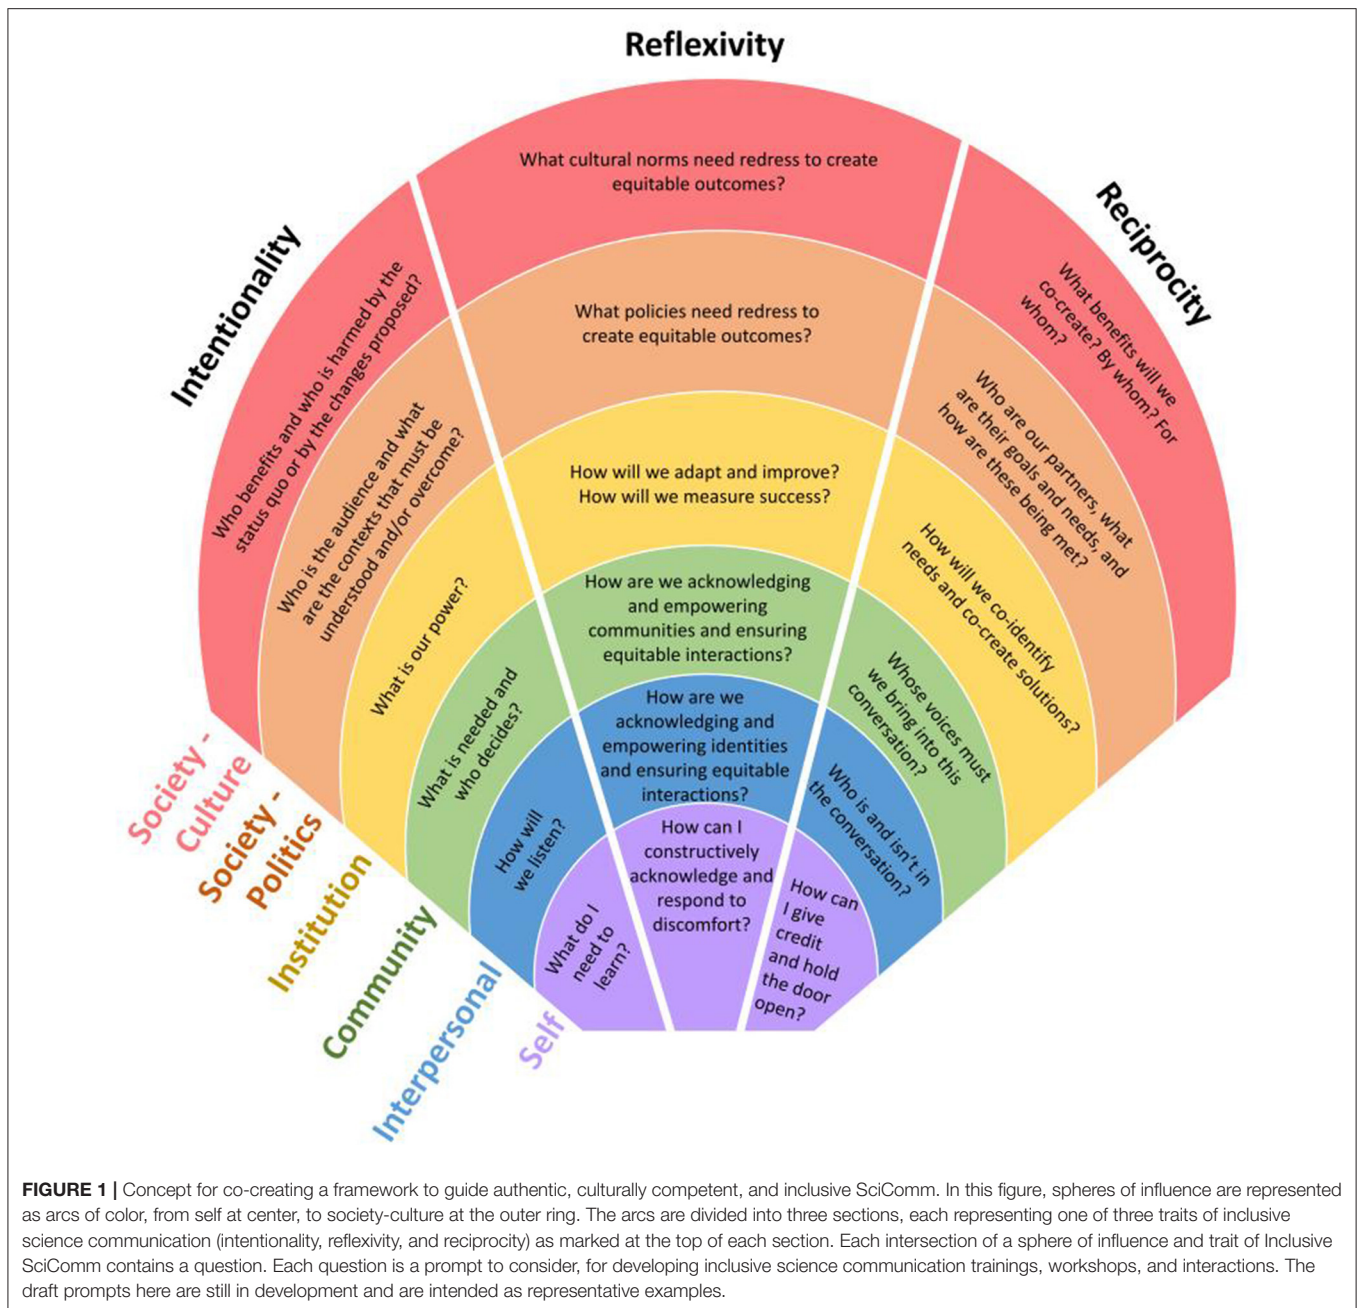 Reflexivity
Intentionality
Reciprocity
What cultural norms need redress to create
equitable outcomes?
Who benefits and who is harmed by the
status quo or by the changes proposed?
What benefits will we
co-create? By whom? For
whom?
What policies need redress to
create equitable outcomes?
Who is the audience and what
are the contexts that must be
understood and/or overcome?
Who are our partners, what
are their goals and needs, and
how are these being met?
How will we adapt and improve?
How will we measure success?
What is our power?
How will we co-identify
needs and co-create solutions?
How are we acknowledging
and empowering
communities and ensuring
equitable interactions?
What is needed and
who decides?
Whose voices must
we bring into this
conversation?
How are we
acknowledging and
empowering identities
and ensuring equitable
interactions?
How will
we listen?
Who is and isn't in
the conversation?
How can I
constructively
acknowledge and
respond to
discomfort?
What do I
need to
learn?
How can
I give
credit
and hold
the door
open?
Society -
Culture
Society -
Politics
Institution
Community
Interpersonal
Self
FIGURE 1 | Concept for co-creating a framework to guide authentic, culturally competent, and inclusive SciComm. In this figure, spheres of influence are represented
as arcs of color, from self at center, to society-culture at the outer ring. The arcs are divided into three sections, each representing one of three traits of inclusive
science communication (intentionality, reflexivity, and reciprocity) as marked at the top of each section. Each intersection of a sphere of influence and trait of Inclusive
SciComm contains a question. Each question is a prompt to consider, for developing inclusive science communication trainings, workshops, and interactions. The
draft prompts here are still in development and are intended as representative examples.